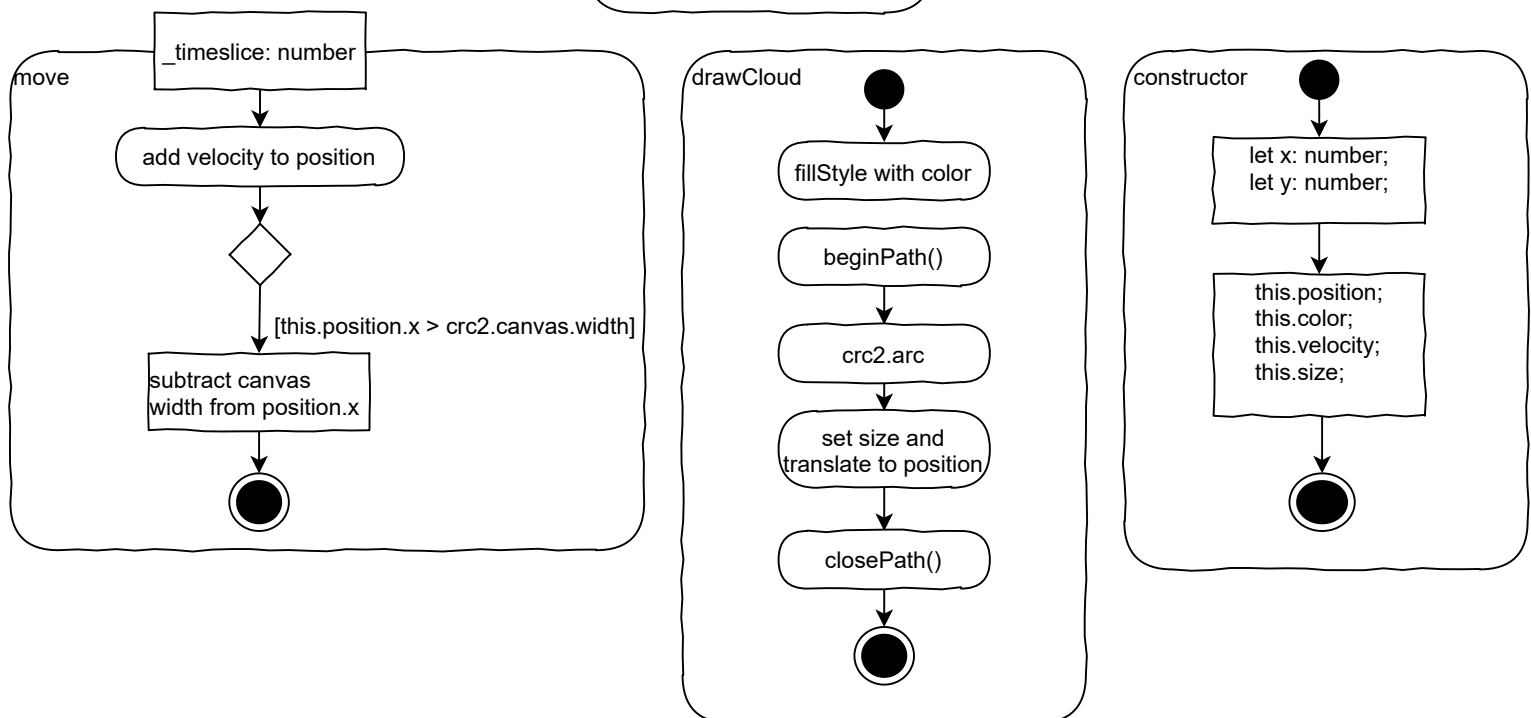 move
_timeslice: number
add velocity to position
[this.position.x > crc2.canvas.width]
subtract canvas
width from position.x
drawCloud
fillStyle with color
beginPath()
crc2.arc
set size and
translate to position
closePath()
constructor
let x: number;
let y: number;
this.position;
this.color;
this.velocity;
this.size;